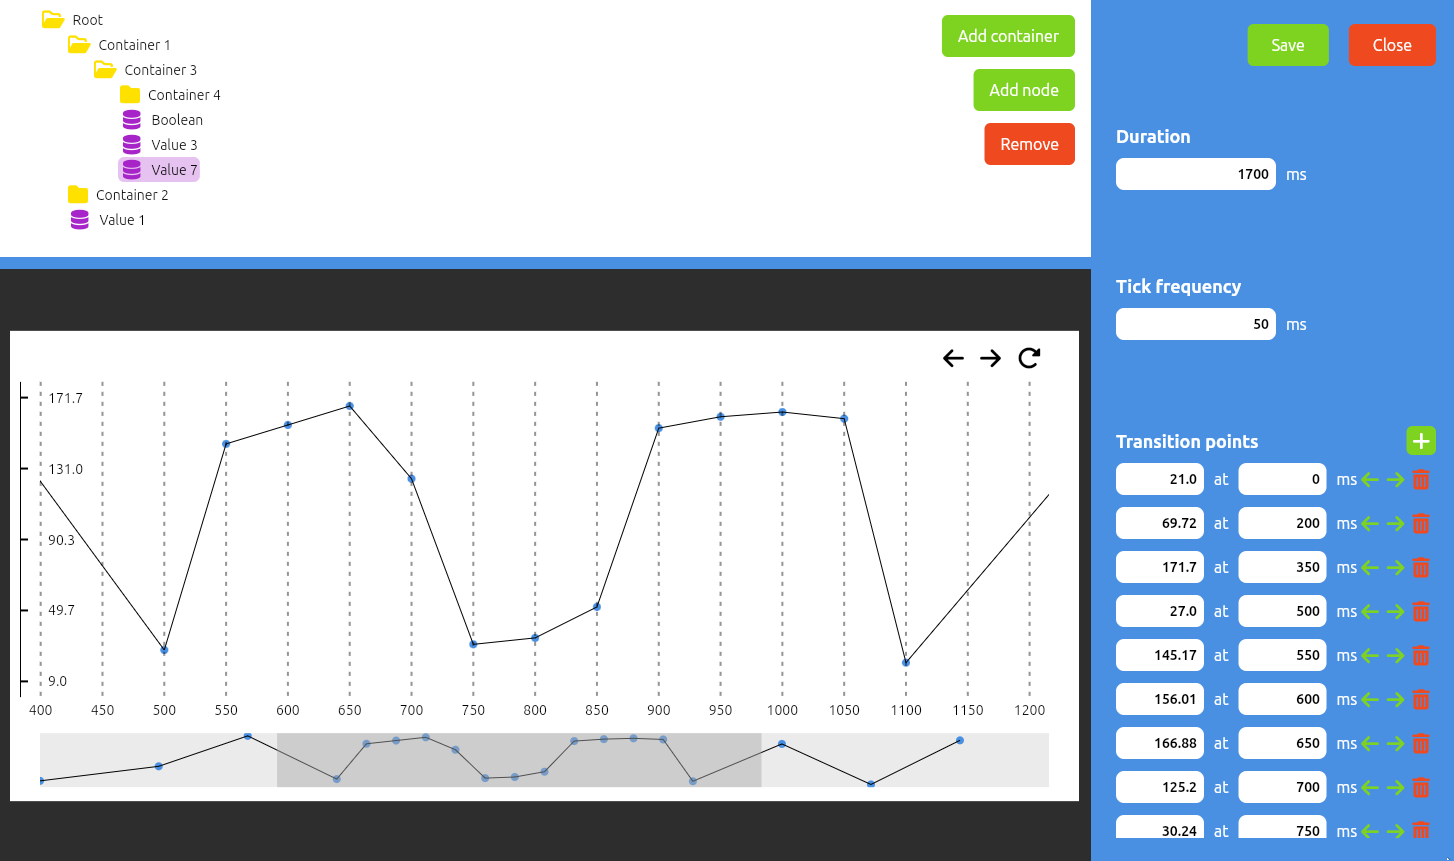 Root
Container 1
Container 3
Container 4
Boolean
Value 3
Value 7
Container 2
Value 1
Add container
Add node
Remove
Save
Close
Duration
1700 ms
Tick frequency
50 ms
Transition points
21.0 at 0 ms
69.72 at 200 ms
171.7 at 350 ms
27.0 at 500 ms
145.17 at 550 ms
156.01 at 600 ms
166.88 at 650 ms
125.2 at 700 ms
30.24 at 750 ms
171.7
131.0
90.3
49.7
9.0
400 450 500 550 600 650 700 750 800 850 900 950 1000 1050 1100 1150 1200